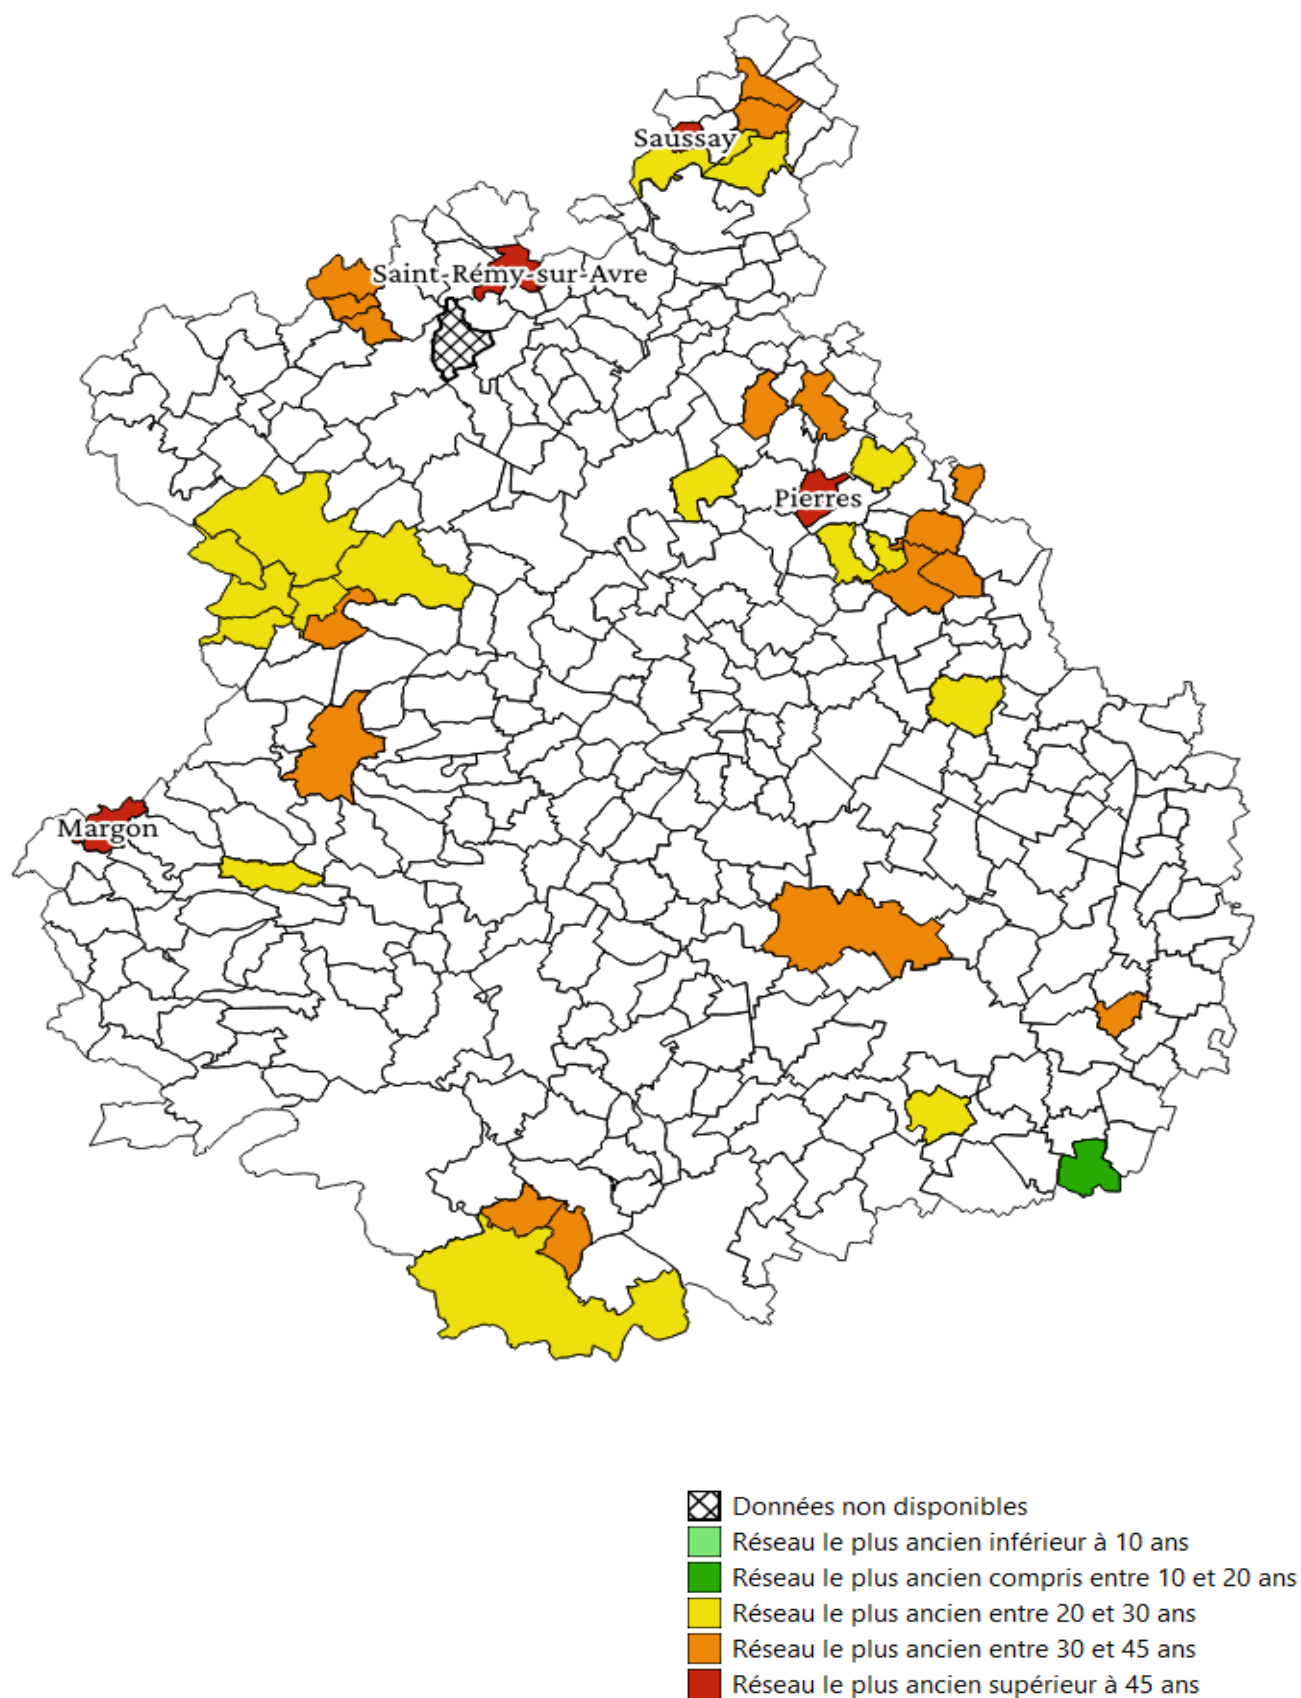 Saussay
Saint-Rémy-sur-Avre
Pierres
Margon
Données non disponibles
Réseau le plus ancien inférieur à 10 ans
Réseau le plus ancien compris entre 10 et 20 ans
Réseau le plus ancien entre 20 et 30 ans
Réseau le plus ancien entre 30 et 45 ans
Réseau le plus ancien supérieur à 45 ans